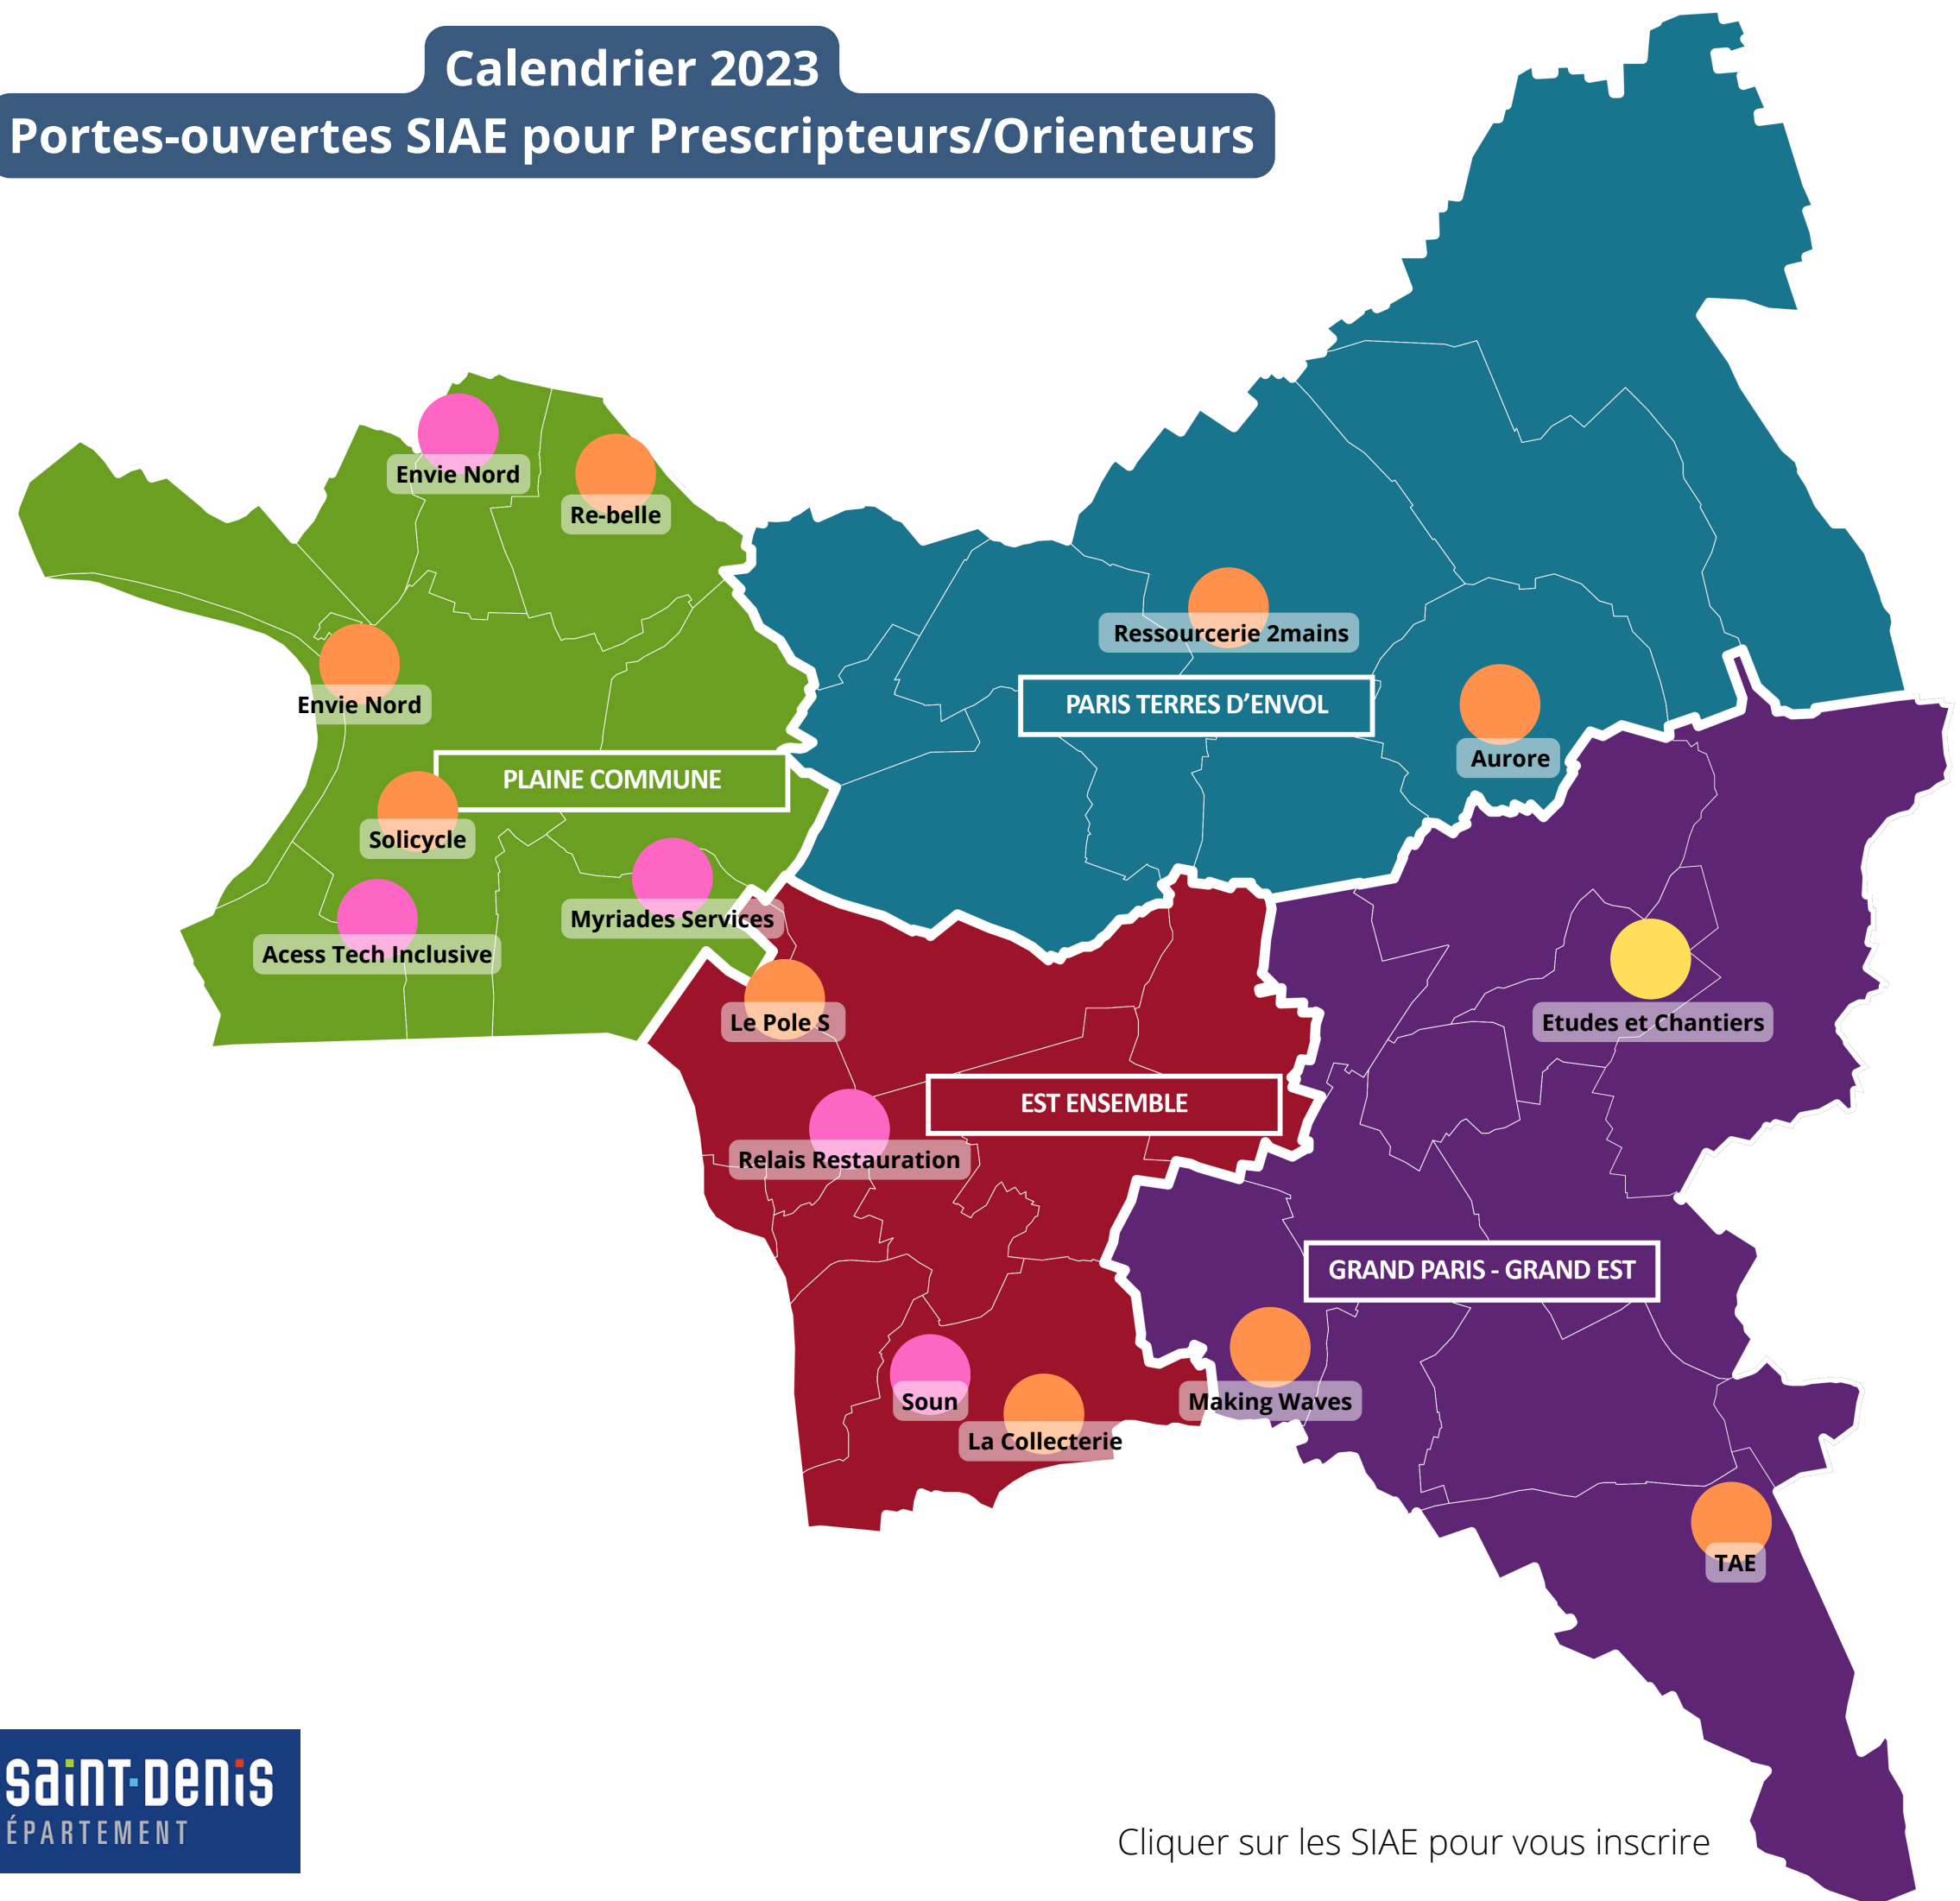 Calendrier 2023
Portes-ouvertes SIAE pour Prescripteurs/Orienteurs
Envie Nord
Re-belle
Ressourcerie 2mains
Envie Nord
PARIS TERRES D’ENVOL
Aurore
PLAINE COMMUNE
Solicycle
Myriades Services
Acess Tech Inclusive
Le Pole S
Etudes et Chantiers
EST ENSEMBLE
Relais Restauration
GRAND PARIS - GRAND EST
Soun
Making Waves
La Collecterie
TAE
saint-denis
ÉPARTEMENT
Cliquer sur les SIAE pour vous inscrire